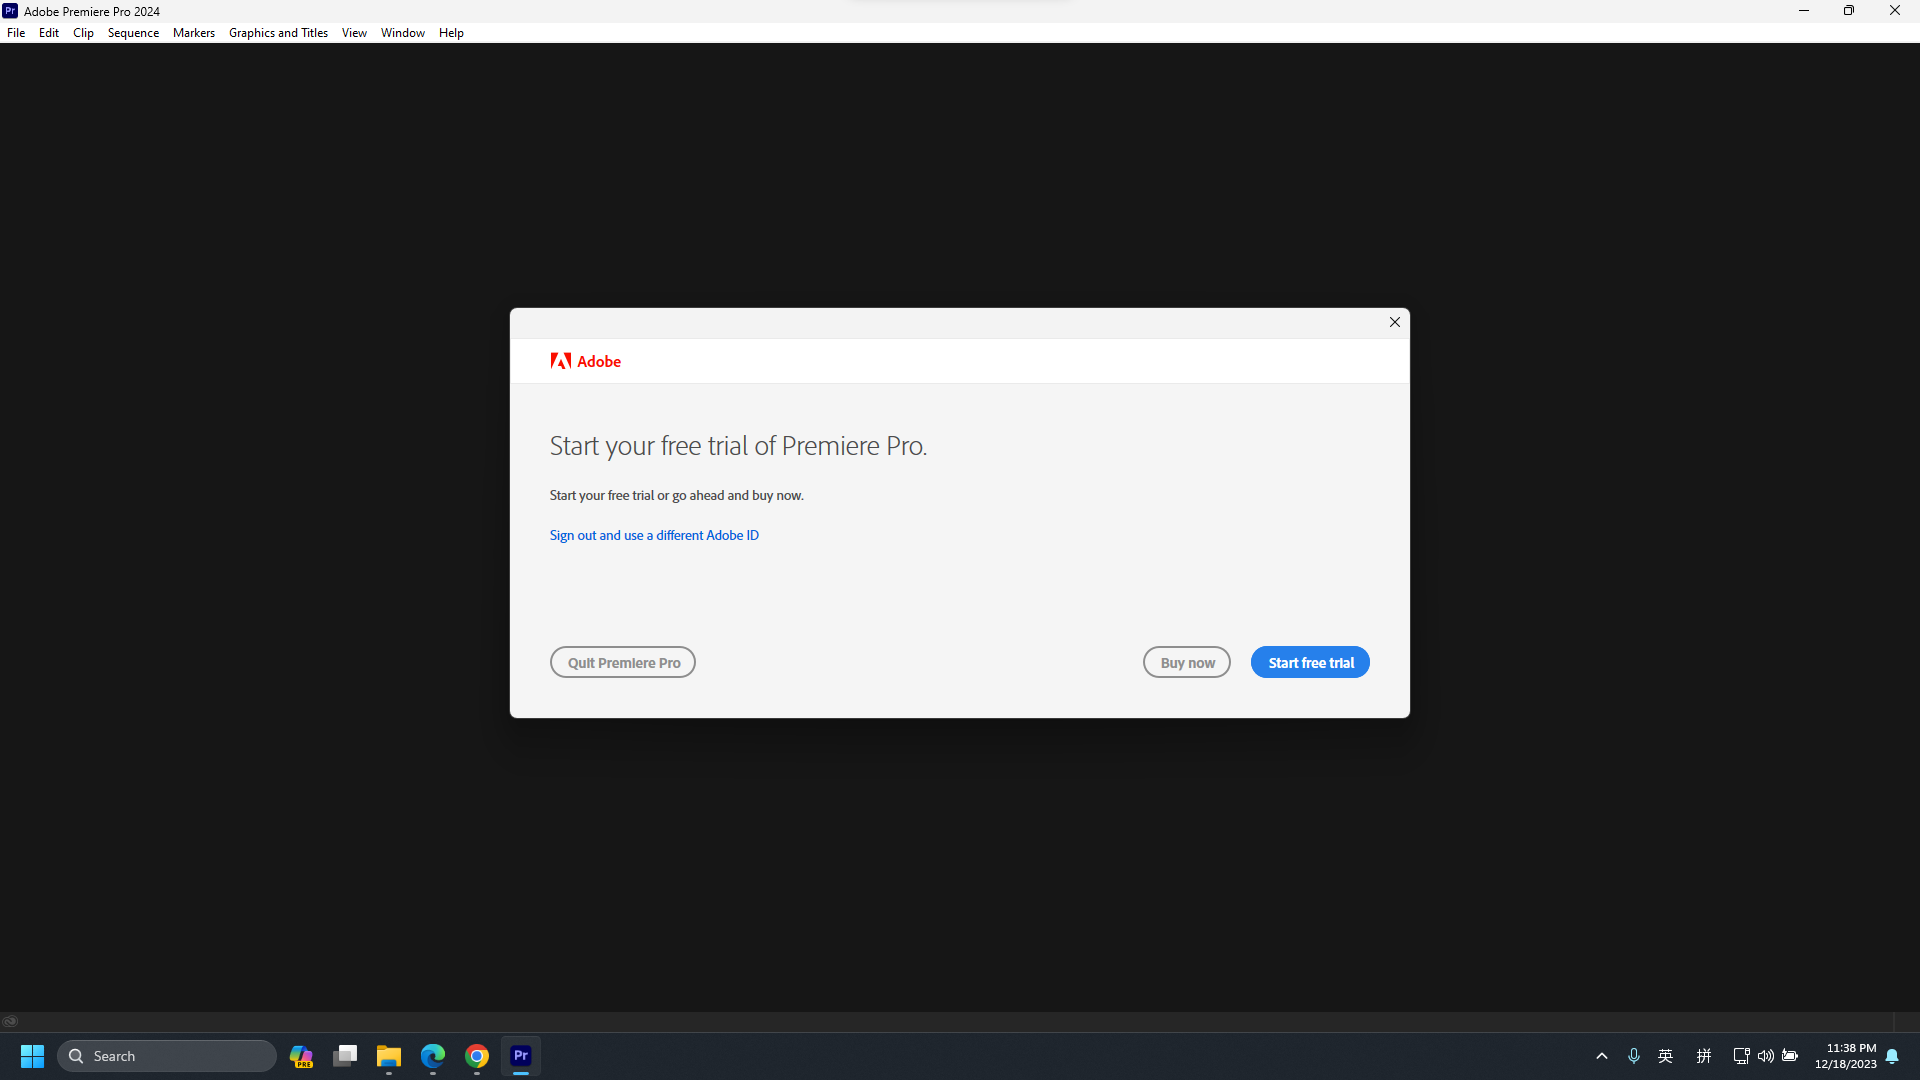 Pr Adobe Premiere Pro 2024
File Edit Clip Sequence Markers Graphics and Titles View Window Help
Adobe
Start your free trial of Premiere Pro.
Start your free trial or go ahead and buy now.
Sign out and use a different Adobe ID
Quit Premiere Pro
Buy now
Start free trial
Search
PRE
Pr
英
拼
11:38 PM
12/18/2023